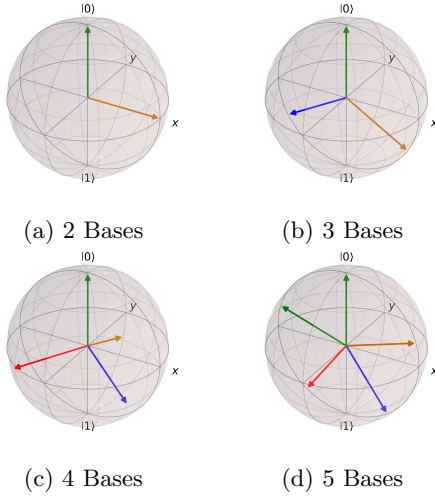 |0⟩ |0⟩
y y
x x
|1⟩ |1⟩
(a) 2 Bases (b) 3 Bases
|0⟩ |0⟩
y y
x x
|1⟩ |1⟩
(c) 4 Bases (d) 5 Bases